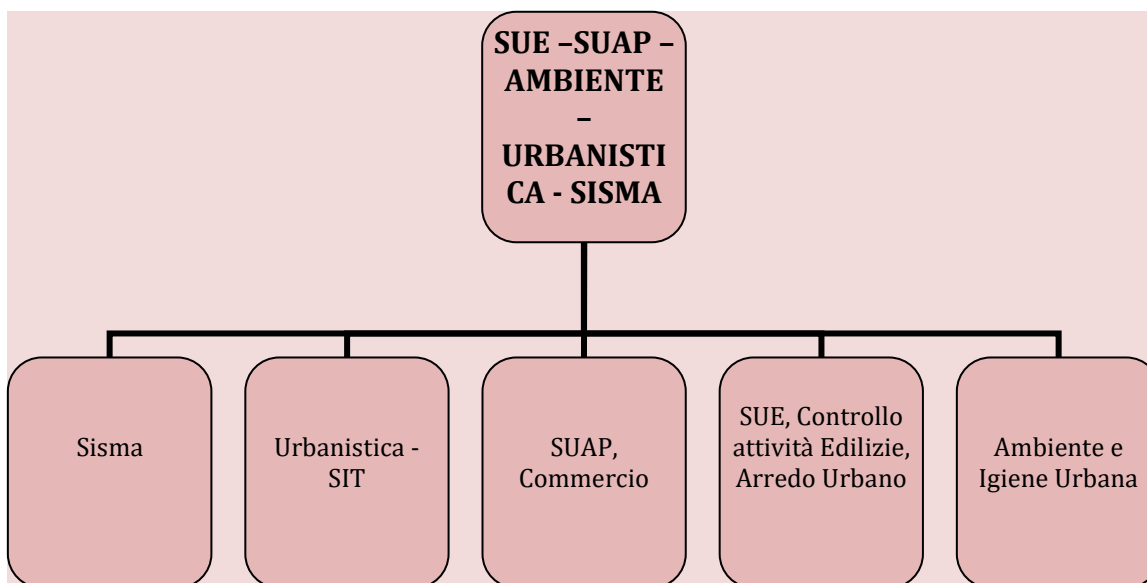 SUE –SUAP –
AMBIENTE
–
URBANISTI
CA - SISMA
Sisma
Urbanistica -
SIT
SUAP,
Commercio
SUE, Controllo
attività Edilizie,
Arredo Urbano
Ambiente e
Igiene Urbana